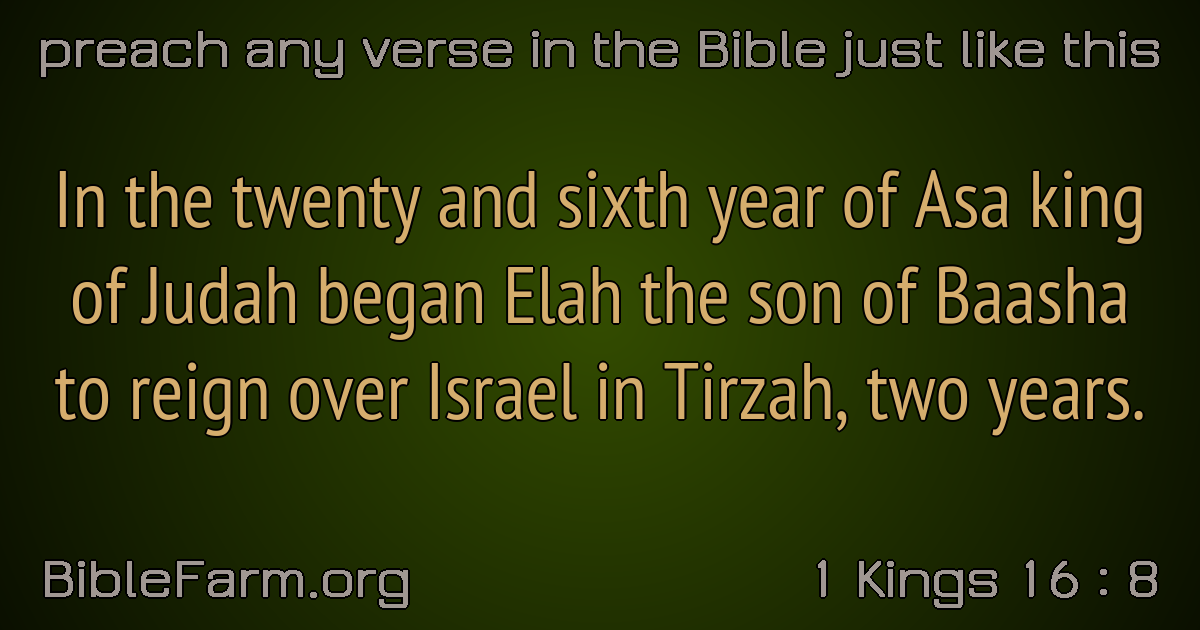 preach any verse in the Bible just like this
In the twenty and sixth year of Asa king
of Judah began Elah the son of Baasha
to reign over Israel in Tirzah, two years.
BibleFarm.org
1 Kings 16 : 8